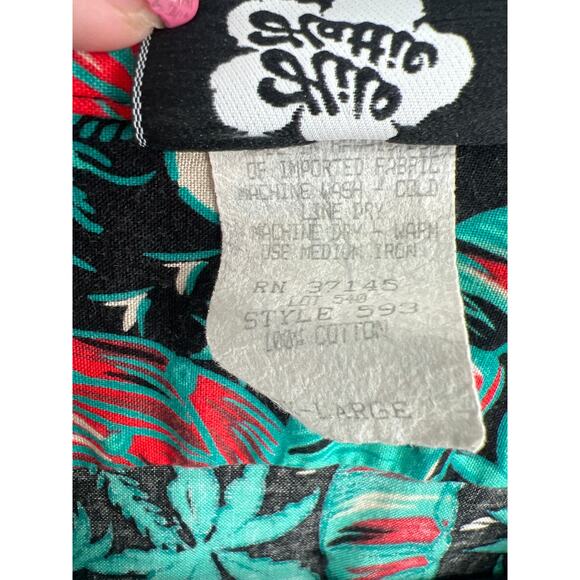 OF IMPORTED FABRIC
MACHINE WASH - COLD
LINE DRY
MACHINE DRY - WARM
USE MEDIUM IRON
RN 37145
LOT 540
STYLE 593
100% COTTON
-LARGE